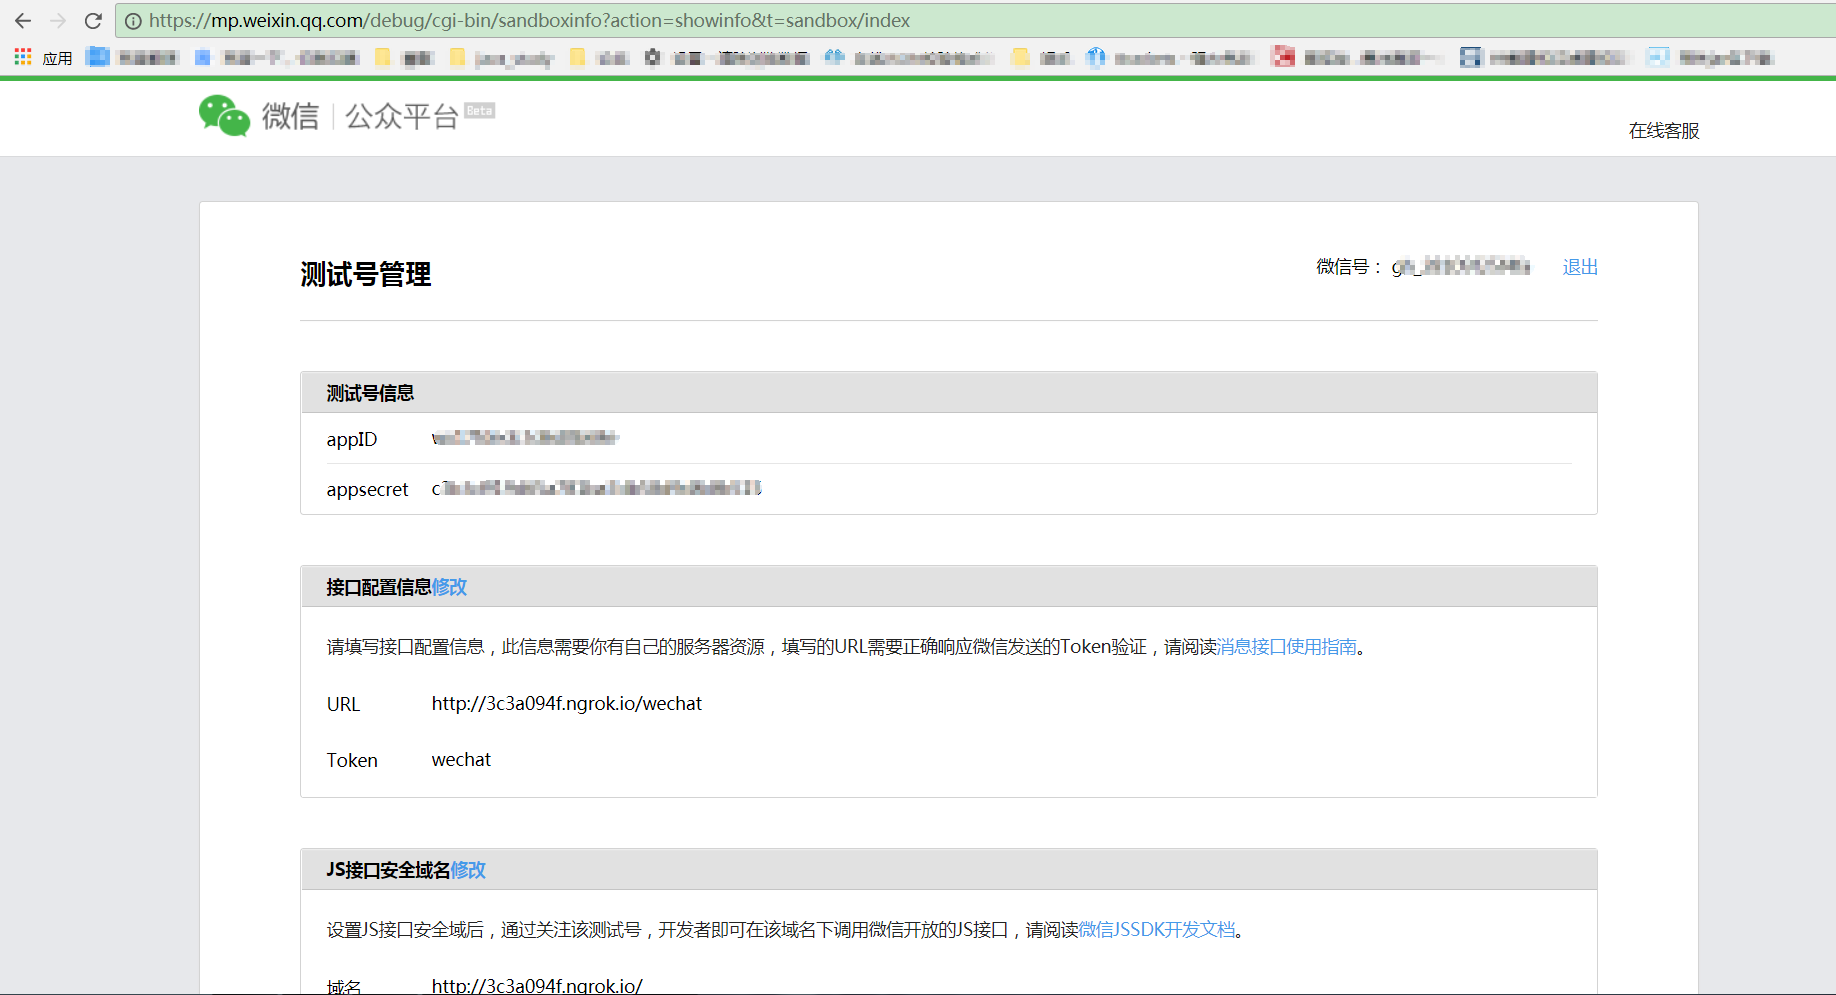 https://mp.weixin.qq.com/debug/cgi-bin/sandboxinfo?action=showinfo&t=sandbox/index
应用
微信 公众平台 Beta
在线客服
测试号管理
微信号： 退出
测试号信息
appID
appsecret
接口配置信息修改
请填写接口配置信息，此信息需要你有自己的服务器资源，填写的URL需要正确响应微信发送的Token验证，请阅读消息接口使用指南。
URL http://3c3a094f.ngrok.io/wechat
Token wechat
JS接口安全域名修改
设置JS接口安全域后，通过关注该测试号，开发者即可在该域名下调用微信开放的JS接口，请阅读微信JSSDK开发文档。
域名 http://3c3a094f.ngrok.io/